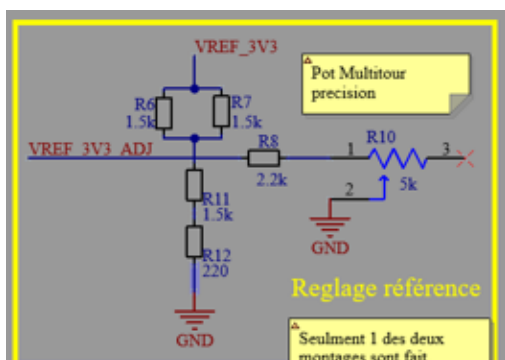 VREF_3V3
Pot Multitour
precision
R6
1.5k
R7
1.5k
VREF_3V3_ADJ
R8
2.2k
1
R10
3
2
5k
GND
R11
1.5k
R12
220
GND
Reglage référence
Seulment 1 des deux
montages sont fait